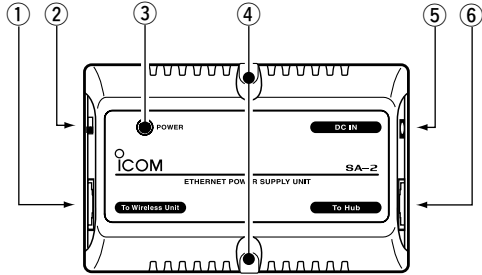 ① ③ ④ ⑤ ⑥
②
POWER DC IN
ICOM SA-2
ETHERNET POWER SUPPLY UNIT
To Wireless Unit To Hub